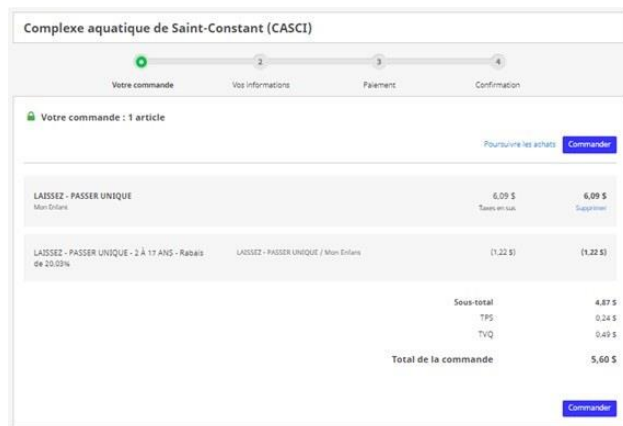 Complexe aquatique de Saint-Constant (CASCI)
2 3 4
Votre commande Vos informations Paiement Confirmation
Votre commande : 1 article
Poursuivre les achats Commander
LAISSEZ - PASSER UNIQUE 6,09 $ 6,09 $
Mon Enfant Taxes en sus Supprimer
LAISSEZ - PASSER UNIQUE - 2 À 17 ANS - Rabais LAISSEZ - PASSER UNIQUE / Mon Enfant (1,22 $) (1,22 $)
de 20,03%
Sous-total 4,87 $
TPS 0,24 $
TVQ 0,49 $
Total de la commande 5,60 $
Commander